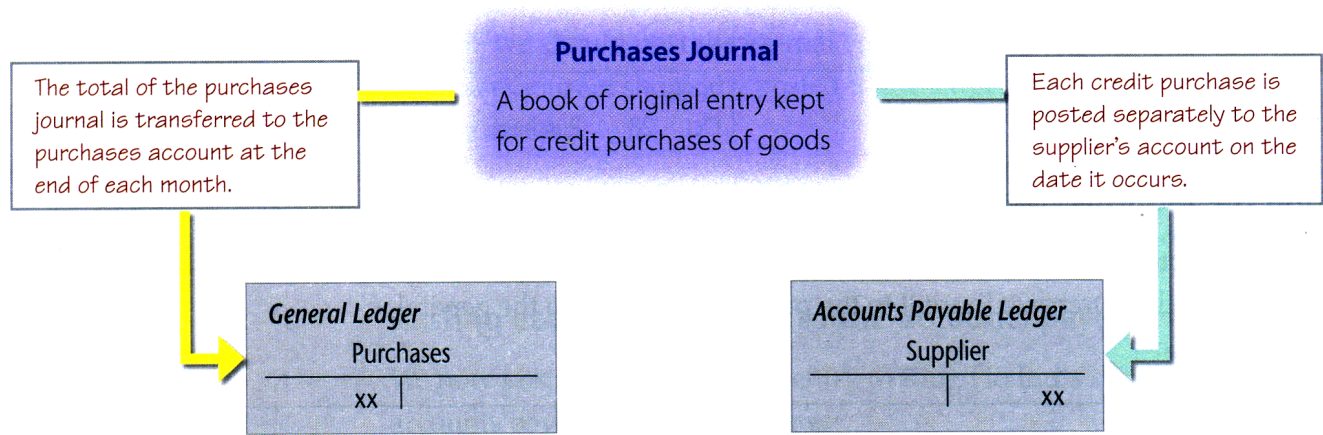 Purchases Journal
A book of original entry kept
for credit purchases of goods
The total of the purchases
journal is transferred to the
purchases account at the
end of each month.
Each credit purchase is
posted separately to the
supplier's account on the
date it occurs.
General Ledger
Purchases
xx
Accounts Payable Ledger
Supplier
xx